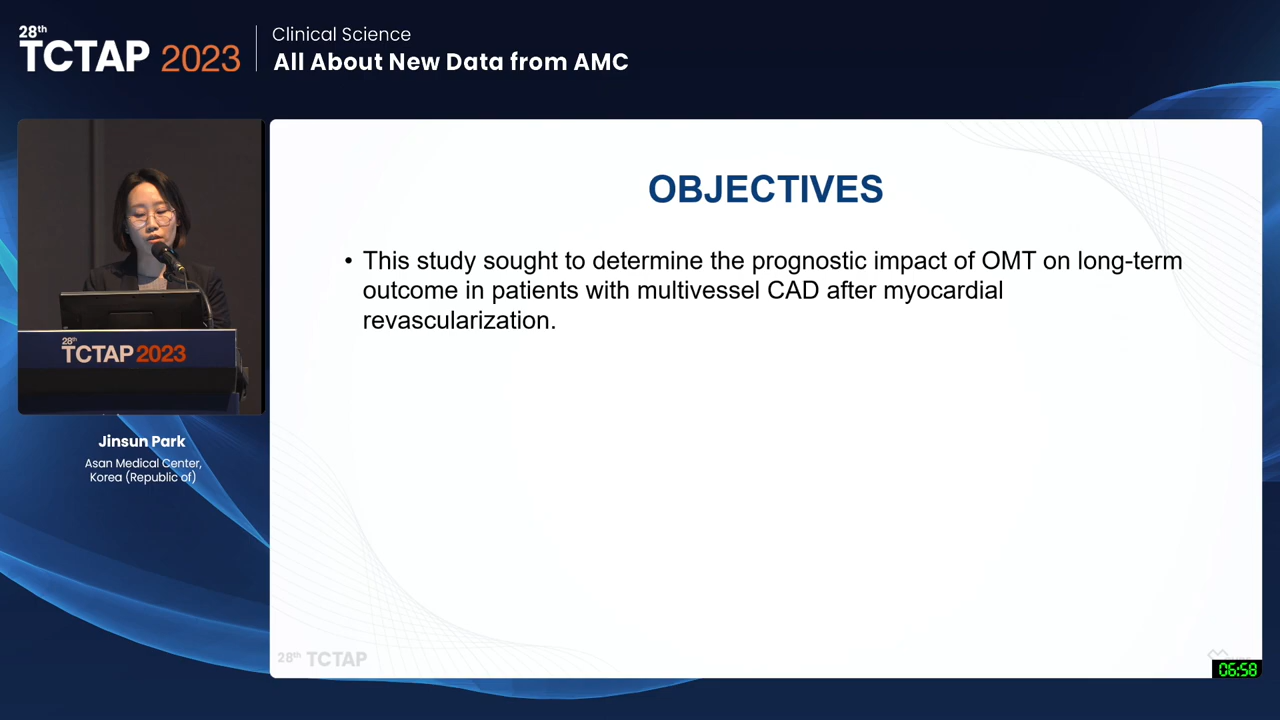 28th
TCTAP 2023
Clinical Science
All About New Data from AMC
28th
TCTAP 2023
Jinsun Park
Asan Medical Center,
Korea (Republic of)
OBJECTIVES
• This study sought to determine the prognostic impact of OMT on long-term
outcome in patients with multivessel CAD after myocardial
revascularization.
28th TCTAP
06:58